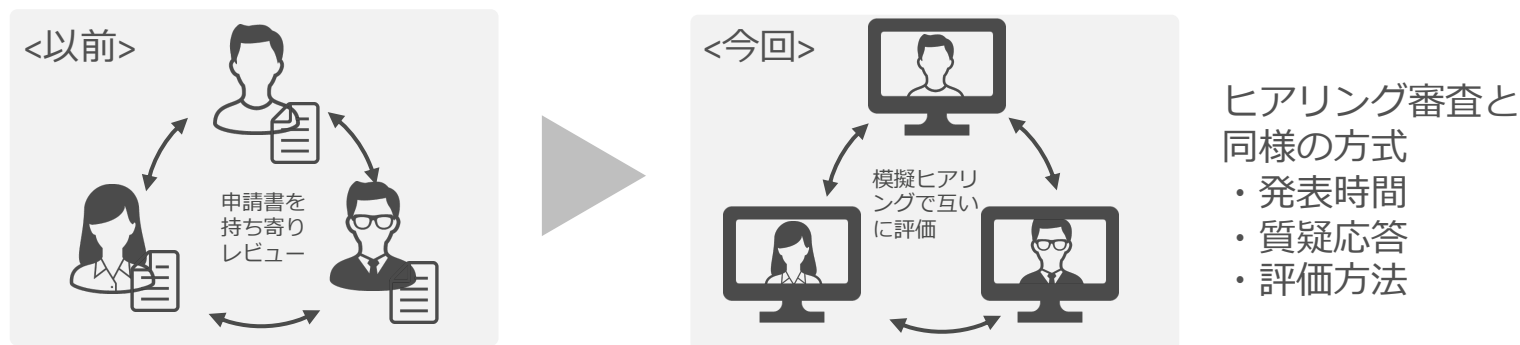 <以前>
申請書を
持ち寄り
レビュー
<今回>
模擬ヒアリ
ングで互い
に評価
ヒアリング審査と
同様の方式
・発表時間
・質疑応答
・評価方法